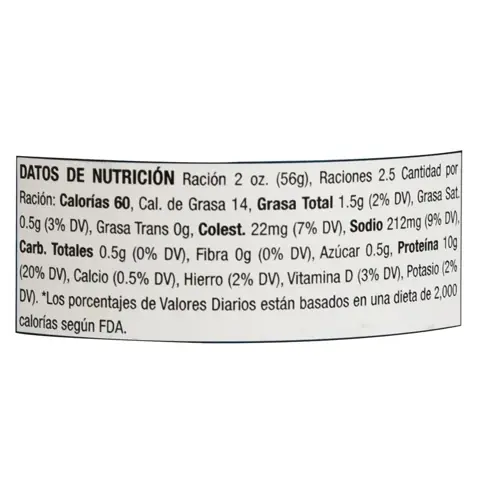 DATOS DE NUTRICIÓN Ración 2 oz. (56g), Raciones 2.5 Cantidad por
Ración: Calorías 60, Cal. de Grasa 14, Grasa Total 1.5g (2% DV), Grasa Sat.
0.5g (3% DV), Grasa Trans 0g, Colest. 22mg (7% DV), Sodio 212mg (9% DV),
Carb. Totales 0.5g (0% DV), Fibra 0g (0% DV), Azúcar 0.5g, Proteína 10g
(20% DV), Calcio (0.5% DV), Hierro (2% DV), Vitamina D (3% DV), Potasio (2%
DV). *Los porcentajes de Valores Diarios están basados en una dieta de 2,000
calorías según FDA.